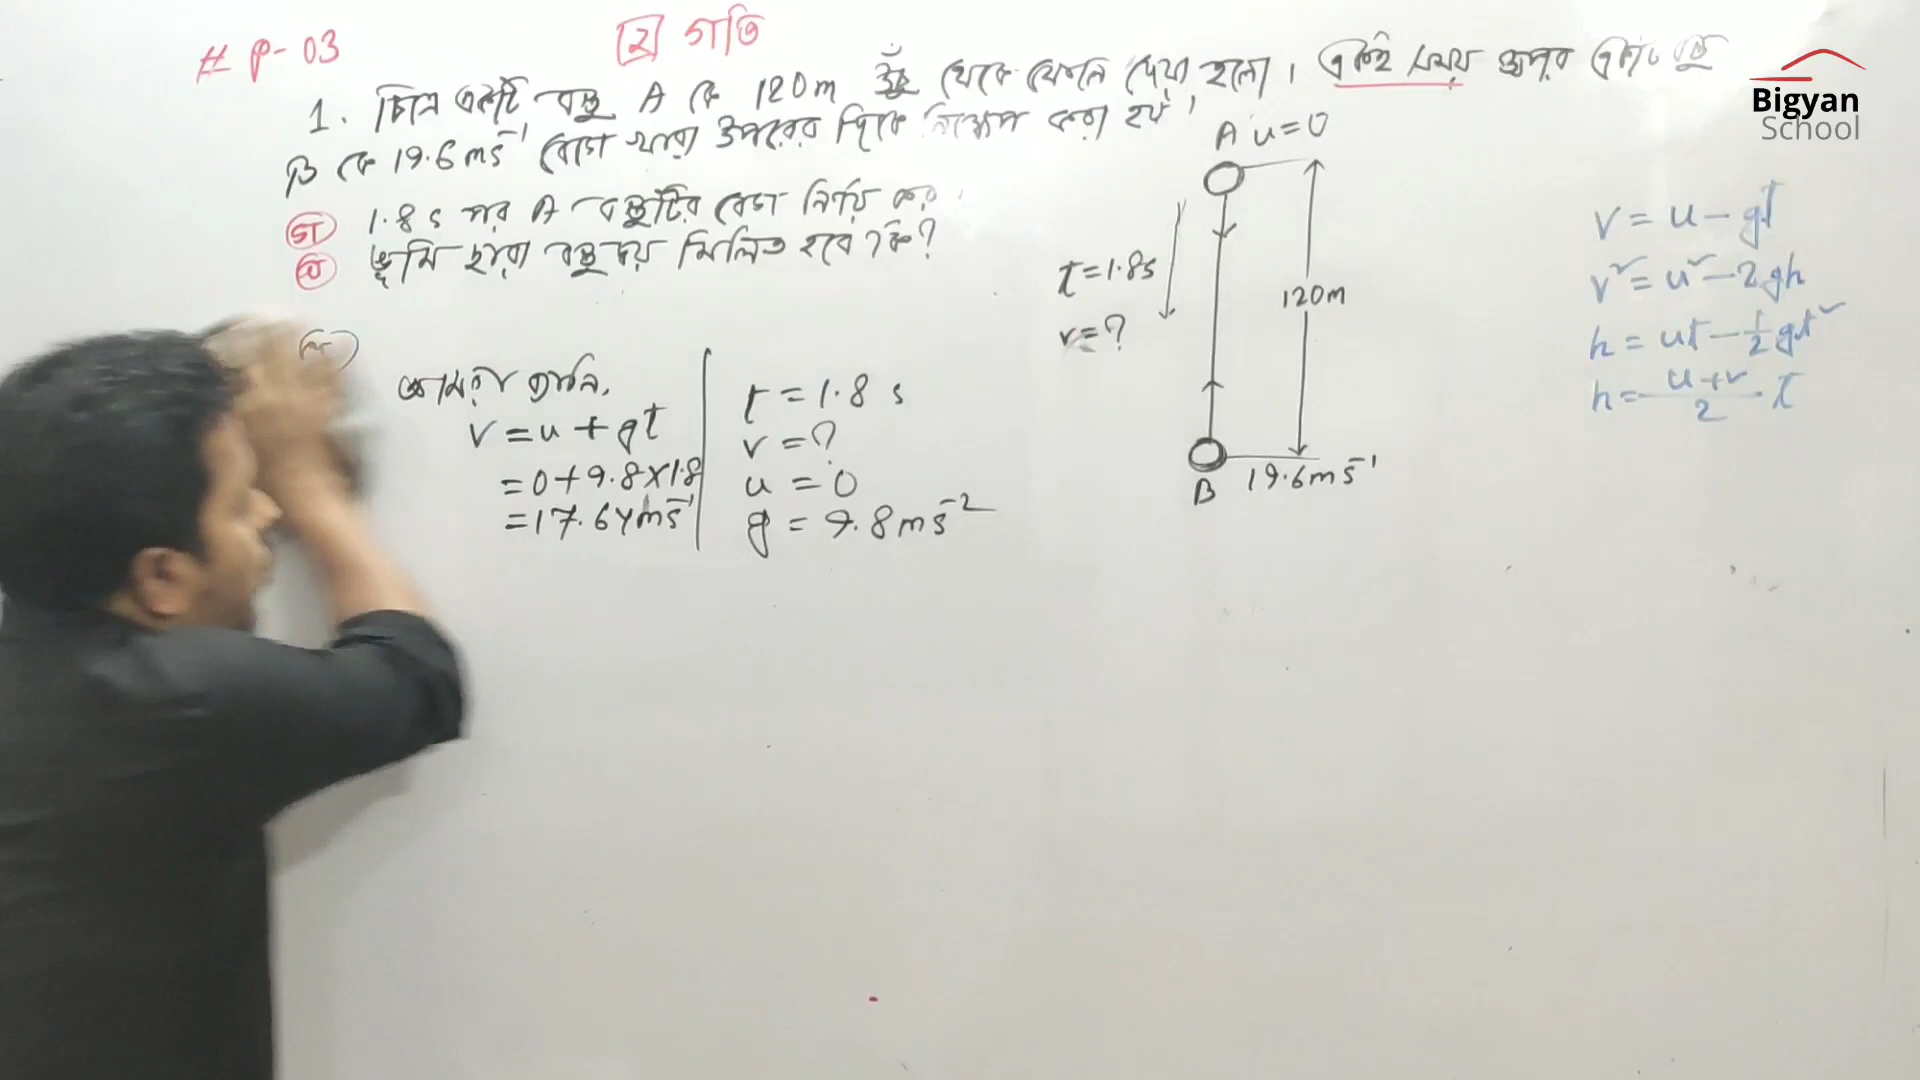 # P-03
২ গতি
1. চিত্রে একটি বস্তু A কে 120m উঁচু থেকে ফেলে দেয়া হলো। একই সময় অপর একটি বস্তু
B কে 19.6ms⁻¹ বেগে খাড়া উপরের দিকে নিক্ষেপ করা হয়।
গ 1.8 s পর A বস্তুটির বেগ নির্ণয় কর।
ঘ ভূমি ছাড়া বস্তুদ্বয় মিলিত হবে কি?
আমরা জানি,
v = u + gt
= 0+9.8×1.8
= 17.64ms⁻¹
t = 1.8 s
v = ?
u = 0
g = 9.8ms⁻²
A u=0
t=1.8s
v=?
120m
B 19.6ms⁻¹
v = u - gt
v² = u² - 2gh
h = ut - ½gt²
h = (u+v)/2 t
Bigyan
School